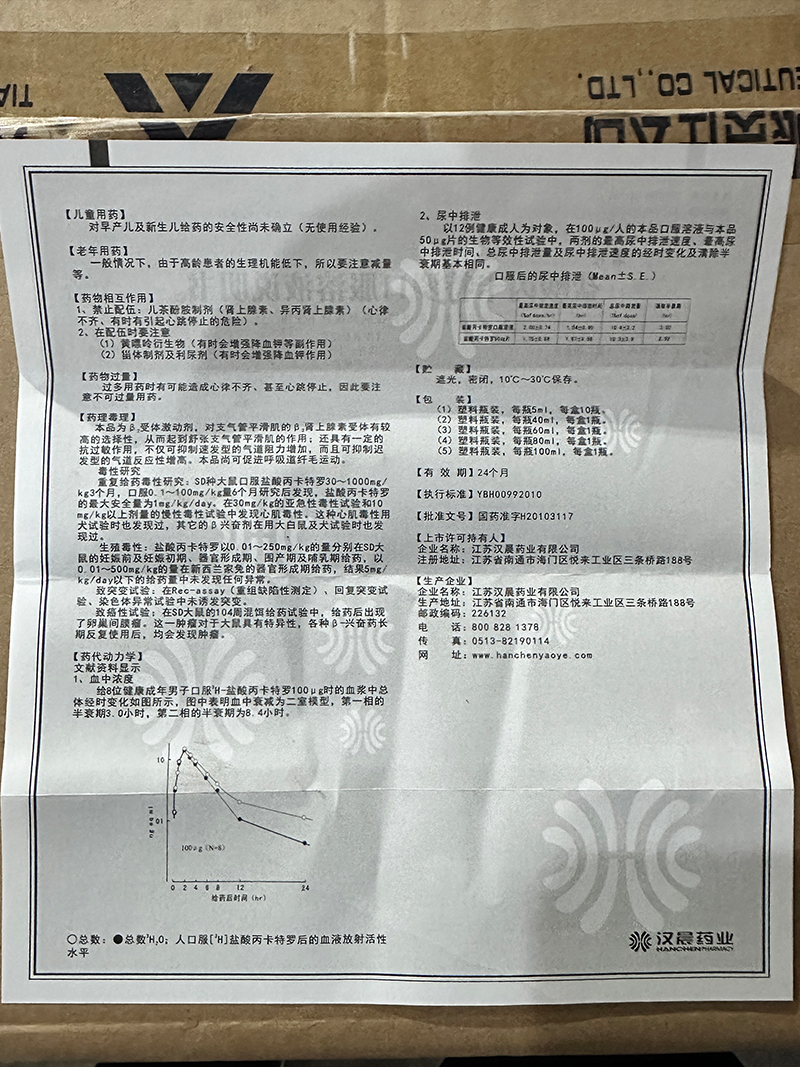 UTICAL CO.,LTD.
TIA
【儿童用药】
对早产儿及新生儿给药的安全性尚未确立（无使用经验）。
【老年用药】
一般情况下，由于高龄患者的生理机能低下，所以要注意减量
等。
【药物相互作用】
1、禁止配伍：儿茶酚胺制剂（肾上腺素、异丙肾上腺素）（心律
不齐、有时有引起心跳停止的危险）。
2、在配伍时要注意
（1）黄嘌呤衍生物（有时会增强降血钾等副作用）
（2）甾体制剂及利尿剂（有时会增强降血钾作用）
【药物过量】
过多用药时有可能造成心律不齐、甚至心跳停止，因此要注
意不可过量用药。
【药理毒理】
本品为β₂受体激动剂，对支气管平滑肌的β₂肾上腺素受体有较
高的选择性，从而起到舒张支气管平滑肌的作用；还具有一定的
抗过敏作用，不仅可抑制速发型的气道阻力增加，而且可抑制迟
发型的气道反应性增高。本品尚可促进呼吸道纤毛运动。
毒性研究
重复给药毒性研究：SD种大鼠口服盐酸丙卡特罗30～1000mg/
kg3个月，口服0.1～100mg/kg量6个月研究后发现，盐酸丙卡特罗
的最大安全量为1mg/kg/day。在30mg/kg的亚急性毒性试验和10
mg/kg以上剂量的慢性毒性试验中发现心肌毒性。这种心肌毒性用
犬试验时也发现过，其它的β兴奋剂在用大白鼠及犬试验时也发
现过。
生殖毒性：盐酸丙卡特罗以0.01～250mg/kg的量分别在SD大
鼠的妊娠前及妊娠初期、器官形成期、围产期及哺乳期给药，以
0.01～500mg/kg的量在新西兰家兔的器官形成期给药，结果5mg/
kg/day以下的给药量中未发现任何异常。
致突变试验：在Rec-assay（重组缺陷性测定）、回复突变试
验、染色体异常试验中未诱发突变。
致癌性试验：在SD大鼠的104周混饵给药试验中，给药后出现
了卵巢间膜瘤。这一肿瘤对于大鼠具有特异性，各种β-兴奋药长
期反复使用后，均会发现肿瘤。
【药代动力学】
文献资料显示
1、血中浓度
给8位健康成年男子口服³H-盐酸丙卡特罗100μg时的血浆中总
体经时变化如图所示，图中表明血中衰减为二室模型，第一相的
半衰期3.0小时，第二相的半衰期为8.4小时。
10
01
ng eq ml
100μg（N=8）
0 2 4 6 8 12 24
给药后时间（hr）
○总数：●总数³H₂O；人口服[³H]盐酸丙卡特罗后的血液放射活性
水平
2、尿中排泄
以12例健康成人为对象，在100μg/人的本品口服溶液与本品
50μg片的生物等效性试验中，两剂的最高尿中排泄速度、最高尿
中排泄时间、总尿中排泄量及尿中排泄速度的经时变化及清除半
衰期基本相同。
口服后的尿中排泄（Mean±S.E.）
【贮 藏】
遮光，密闭，10℃～30℃保存。
【包 装】
（1）塑料瓶装，每瓶5ml，每盒10瓶。
（2）塑料瓶装，每瓶40ml，每盒1瓶。
（3）塑料瓶装，每瓶60ml，每盒1瓶。
（4）塑料瓶装，每瓶80ml，每盒1瓶。
（5）塑料瓶装，每瓶100ml，每盒1瓶。
【有 效 期】24个月
【执行标准】YBH00992010
【批准文号】国药准字H20103117
【上市许可持有人】
企业名称：江苏汉晨药业有限公司
注册地址：江苏省南通市海门区悦来工业区三条桥路188号
【生产企业】
企业名称：江苏汉晨药业有限公司
生产地址：江苏省南通市海门区悦来工业区三条桥路188号
邮政编码：226132
电 话：800 828 1378
传 真：0513-82190114
网 址：www.hanchenyaoye.com
汉晨药业
HANCHENPHARMACY